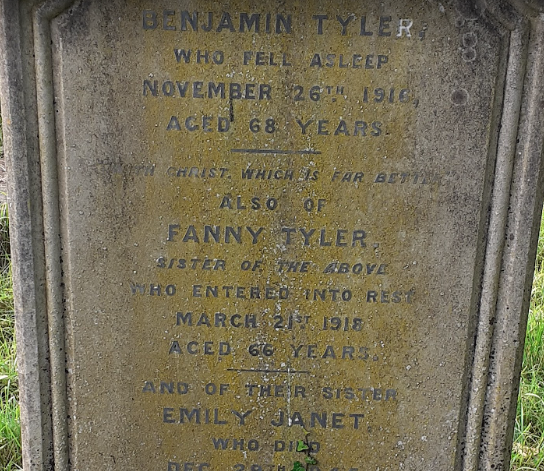 BENJAMIN TYLER,
WHO FELL ASLEEP
NOVEMBER 26TH. 1916,
AGED 68 YEARS.
CHRIST, WHICH IS FAR BETTER
ALSO OF
FANNY TYLER,
SISTER OF THE ABOVE
WHO ENTERED INTO REST
MARCH 21ST 1918
AGED 66 YEARS.
AND OF THEIR SISTER
EMILY JANET,
WHO DIED
DEC.